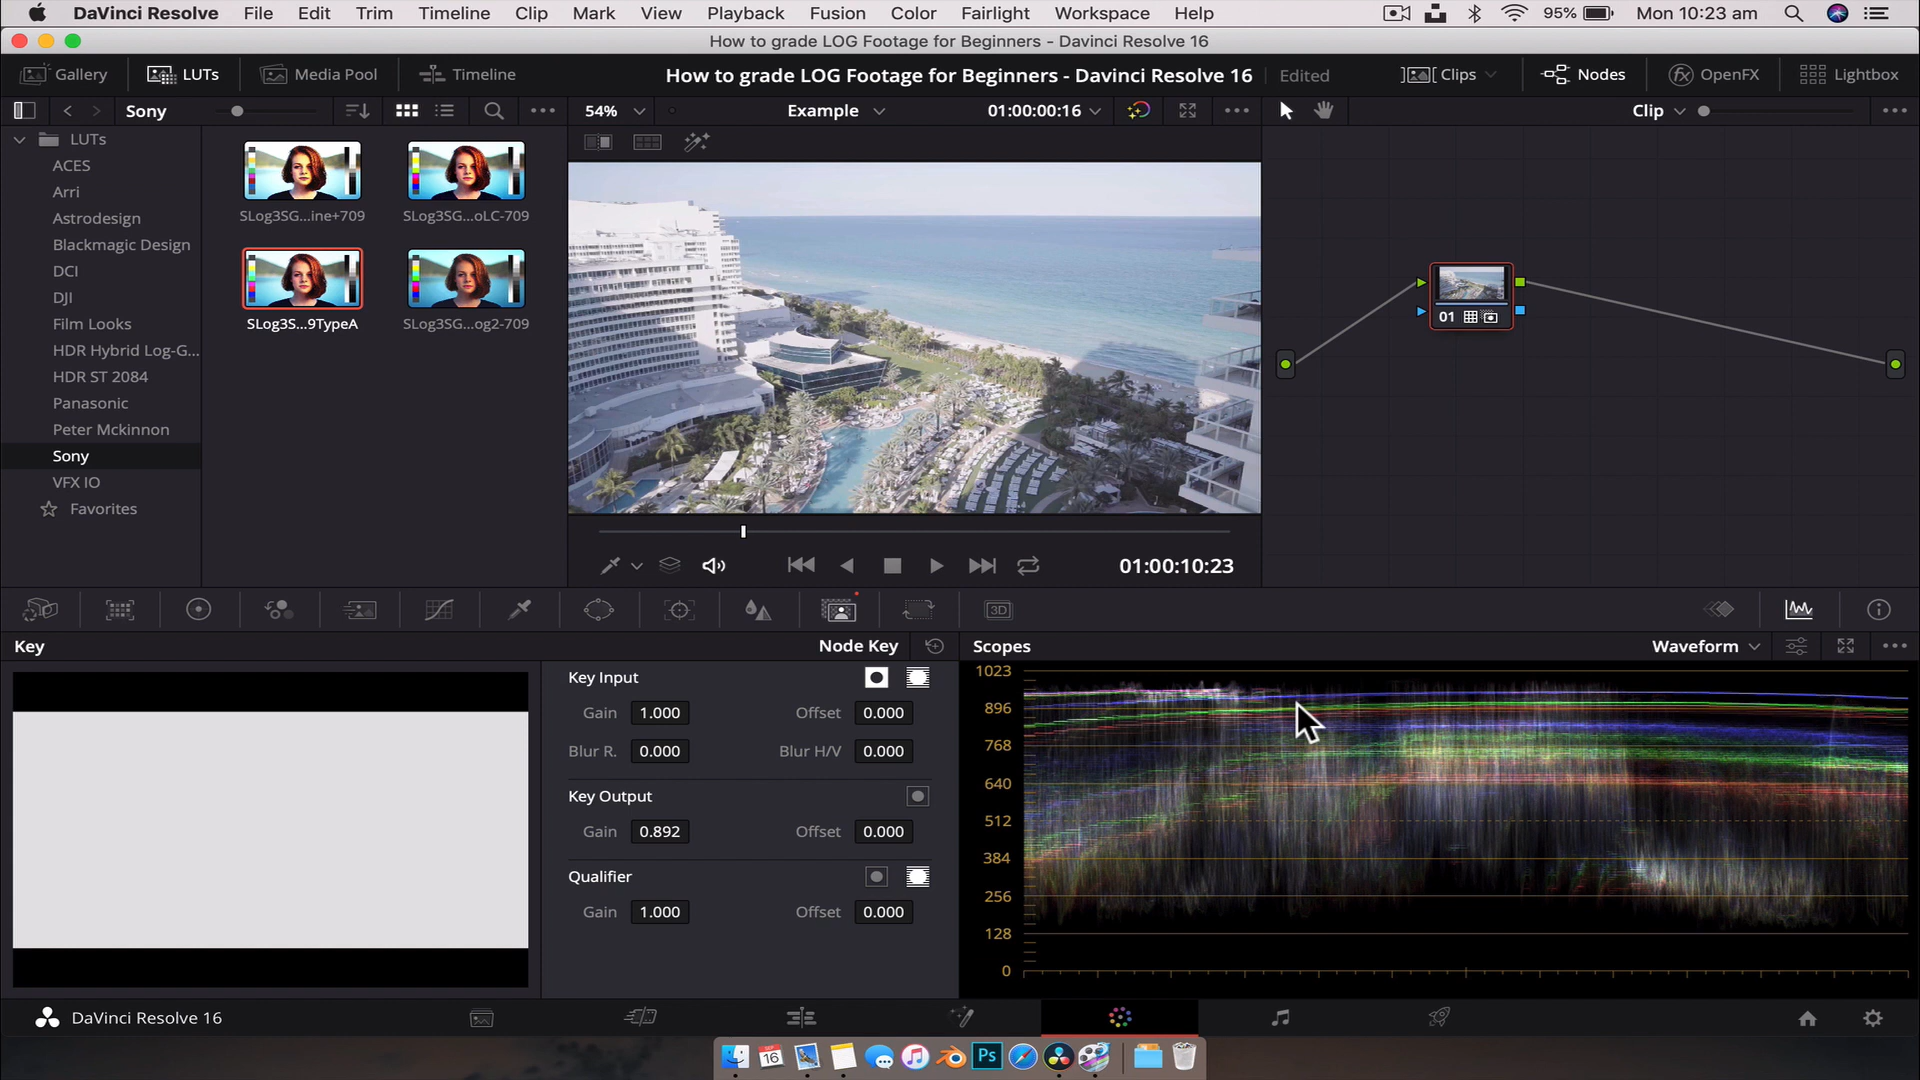 DaVinci Resolve File Edit Trim Timeline Clip Mark View Playback Fusion Color Fairlight Workspace Help 95% Mon 10:23 am
How to grade LOG Footage for Beginners - Davinci Resolve 16
Gallery LUTs Media Pool Timeline How to grade LOG Footage for Beginners - Davinci Resolve 16 Edited Clips Nodes OpenFX Lightbox
Sony 54% Example 01:00:00:16 Clip
LUTs
ACES
Arri
Astrodesign
Blackmagic Design
DCI
DJI
Film Looks
HDR Hybrid Log-G...
HDR ST 2084
Panasonic
Peter Mckinnon
Sony
VFX IO
Favorites
SLog3SG...ine+709 SLog3SG...oLC-709
SLog3S...9TypeA SLog3SG...og2-709
01
01:00:10:23
3D
Key Node Key
Key Input
Gain 1.000 Offset 0.000
Blur R. 0.000 Blur H/V 0.000
Key Output
Gain 0.892 Offset 0.000
Qualifier
Gain 1.000 Offset 0.000
Scopes Waveform
1023
896
768
640
512
384
256
128
0
DaVinci Resolve 16
SEP
16
Ps